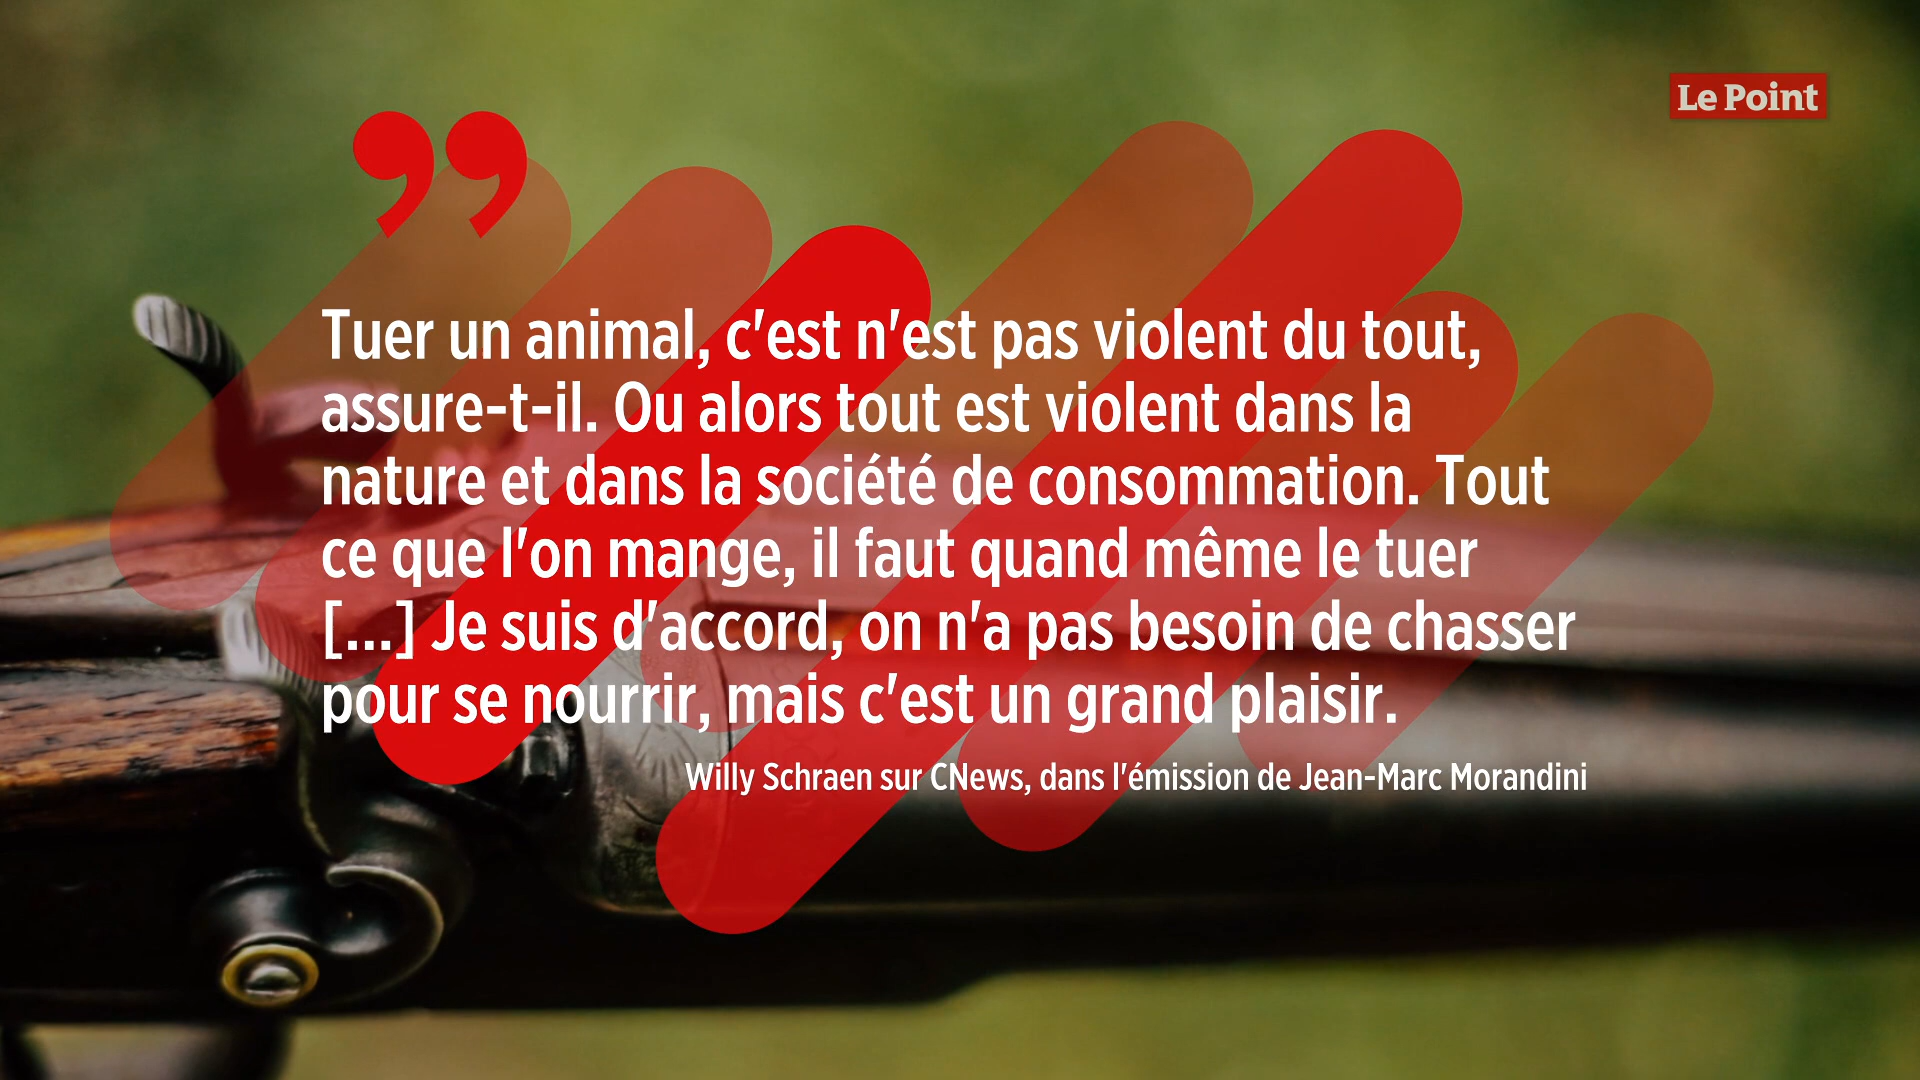 Le Point
”
Tuer un animal, c'est n'est pas violent du tout,
assure-t-il. Ou alors tout est violent dans la
nature et dans la société de consommation. Tout
ce que l'on mange, il faut quand même le tuer
[...] Je suis d'accord, on n'a pas besoin de chasser
pour se nourrir, mais c'est un grand plaisir.
Willy Schraen sur CNews, dans l'émission de Jean-Marc Morandini